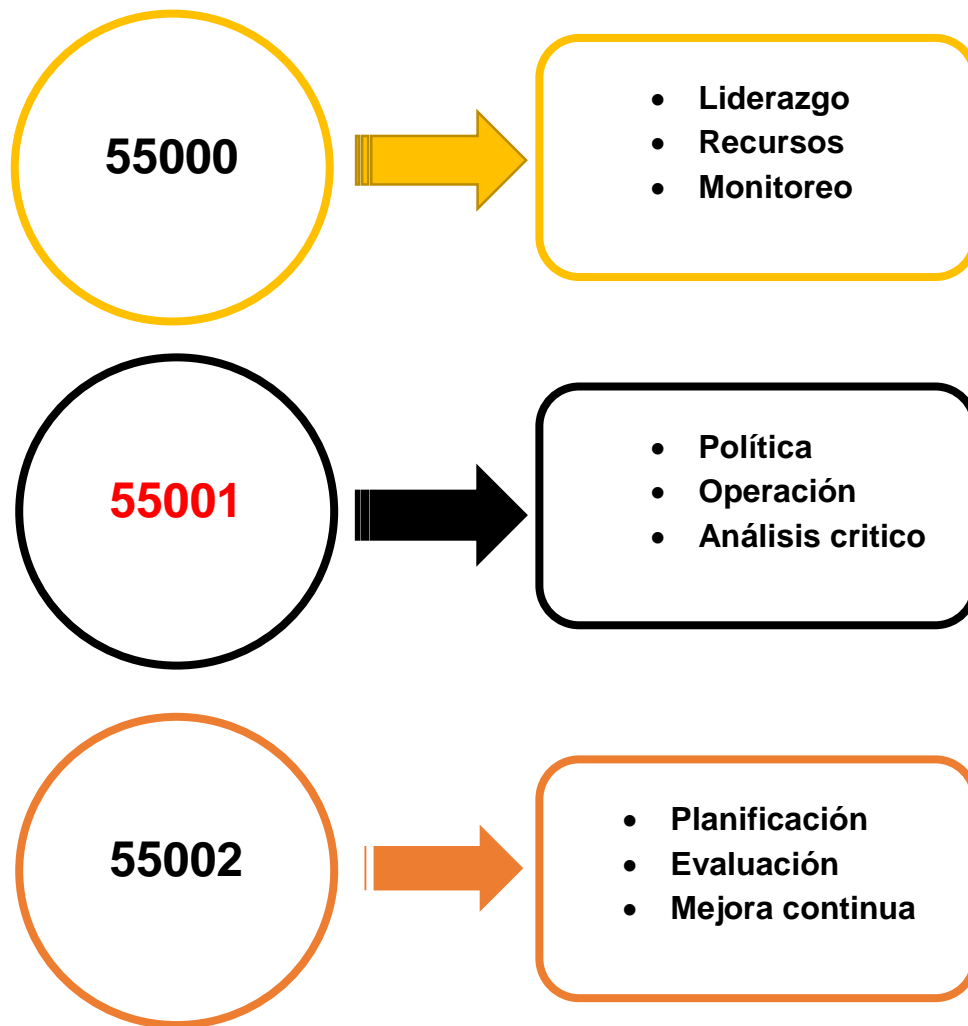 55000
• Liderazgo
• Recursos
• Monitoreo
55001
• Política
• Operación
• Análisis critico
55002
• Planificación
• Evaluación
• Mejora continua